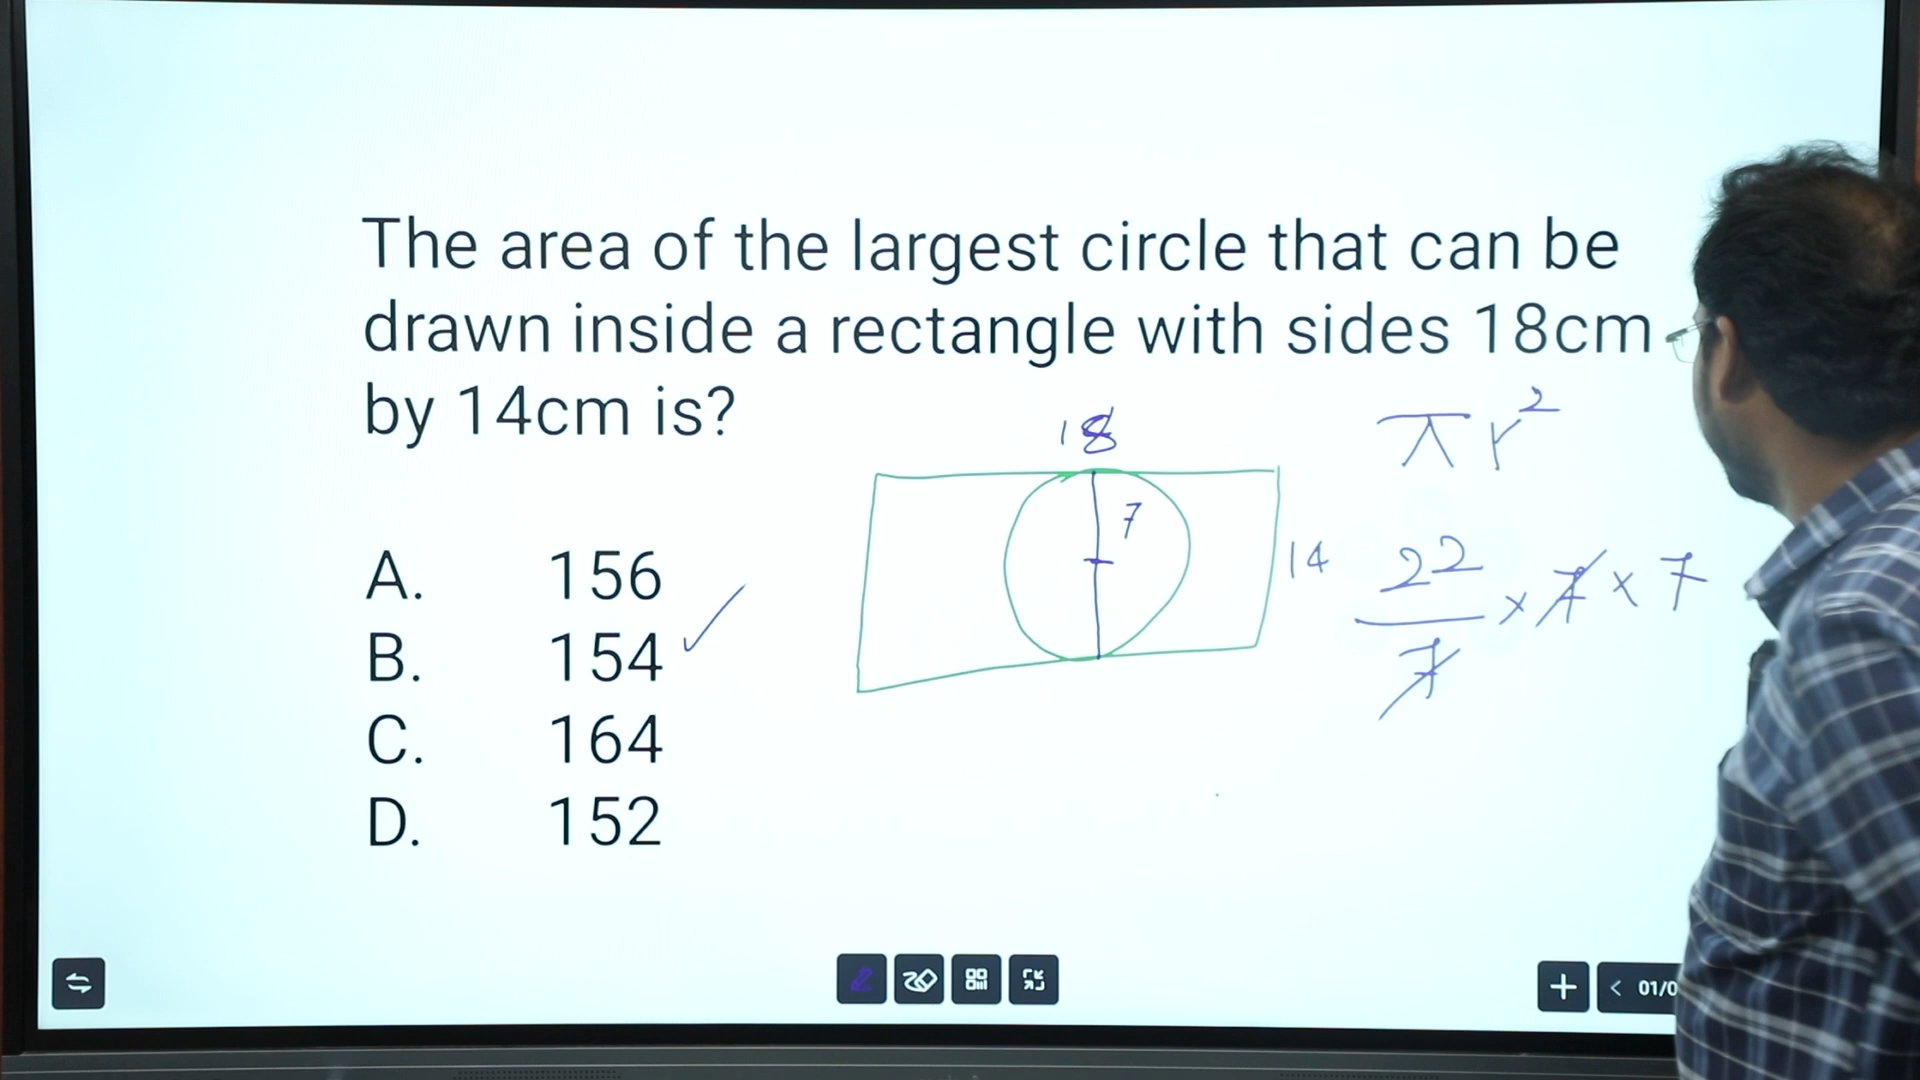 The area of the largest circle that can be
drawn inside a rectangle with sides 18cm
by 14cm is?
18
πr²
7
14
22/7 × 7 × 7
A. 156
B. 154 ✓
C. 164
D. 152
+ < 01/0